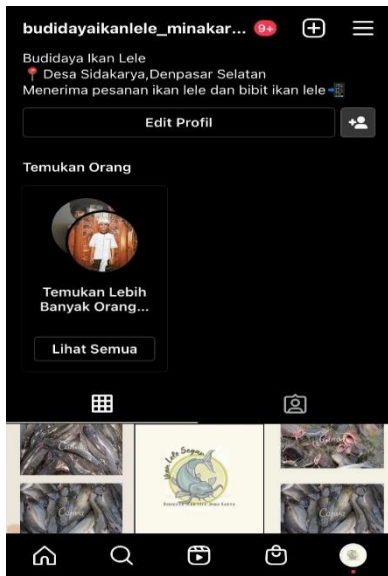 budidayaikanlele_minakar... 9+
Budidaya Ikan Lele
📍 Desa Sidakarya,Denpasar Selatan
Menerima pesanan ikan lele dan bibit ikan lele📲
Edit Profil
Temukan Orang
Temukan Lebih
Banyak Orang...
Lihat Semua
Ikan Lele Segar